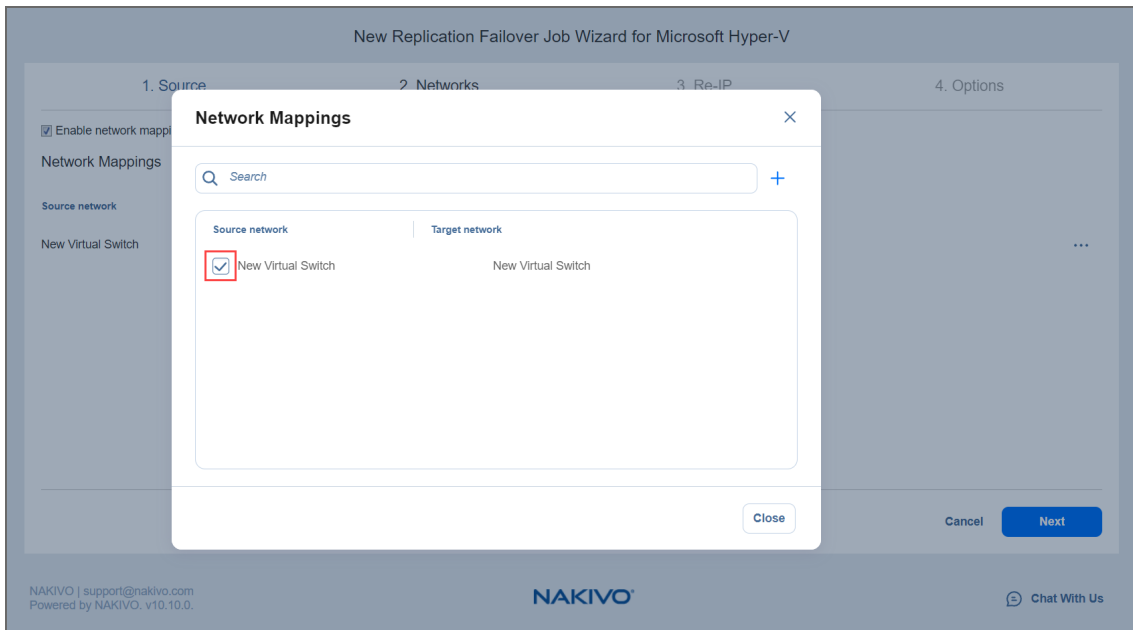 New Replication Failover Job Wizard for Microsoft Hyper-V
1. Source 2. Networks 3. Re-IP 4. Options
Enable network mappi
Network Mappings
Source network
New Virtual Switch
...
Network Mappings
Search
Source network Target network
New Virtual Switch New Virtual Switch
Close
Cancel Next
NAKIVO | support@nakivo.com
Powered by NAKIVO. v10.10.0.
NAKIVO®
Chat With Us